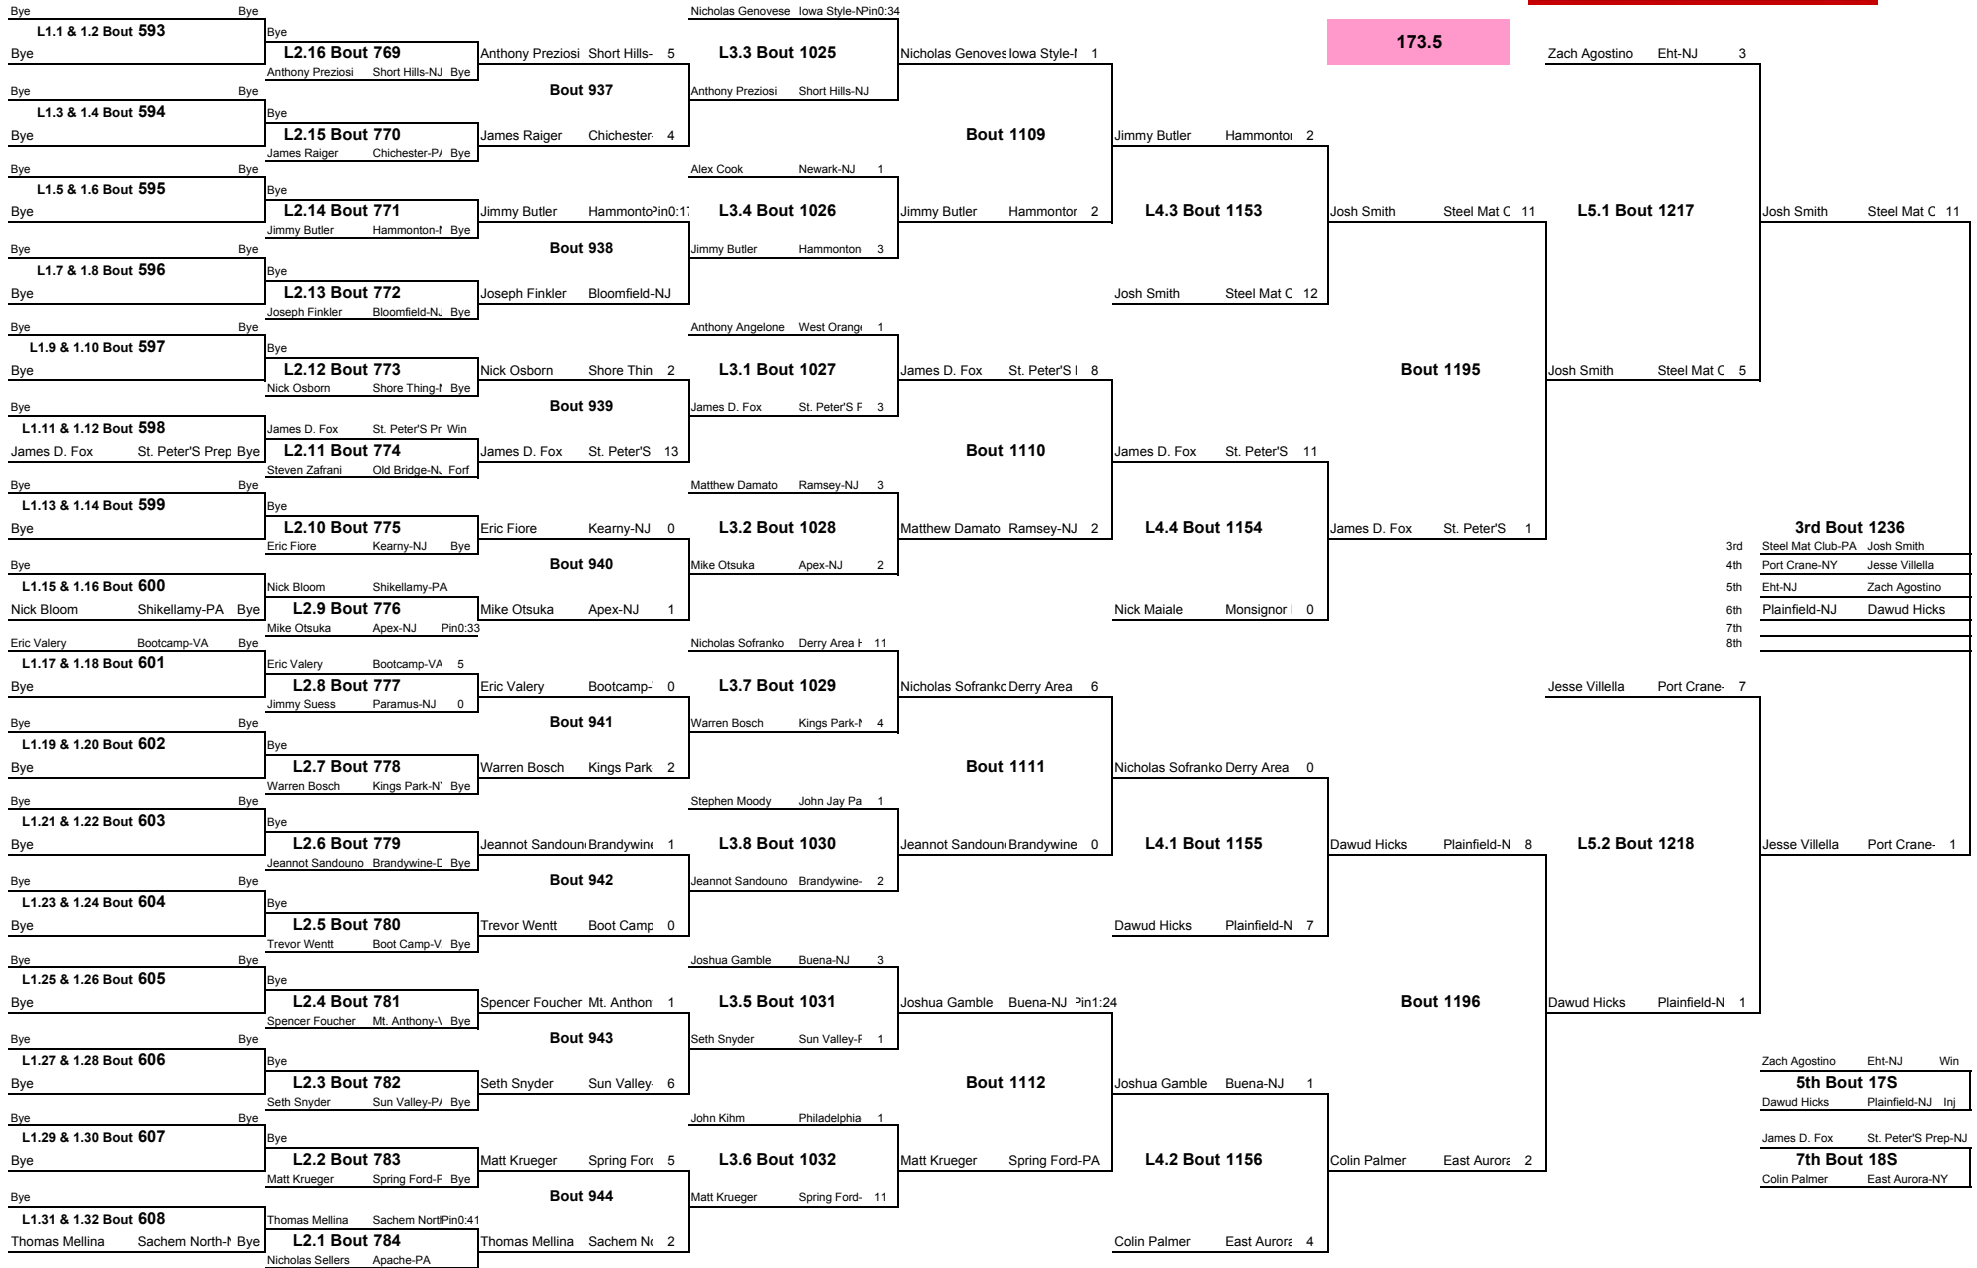 Bye Bye
L1.1 & 1.2 Bout 593
Bye
Bye Bye
L1.3 & 1.4 Bout 594
Bye
Bye Bye
L1.5 & 1.6 Bout 595
Bye
Bye Bye
L1.7 & 1.8 Bout 596
Bye
Bye Bye
L1.9 & 1.10 Bout 597
Bye
Bye
L1.11 & 1.12 Bout 598
James D. Fox St. Peter'S Prep Bye
Bye Bye
L1.13 & 1.14 Bout 599
Bye
Bye
L1.15 & 1.16 Bout 600
Nick Bloom Shikellamy-PA Bye
Eric Valery Bootcamp-VA Bye
L1.17 & 1.18 Bout 601
Bye
Bye Bye
L1.19 & 1.20 Bout 602
Bye
Bye Bye
L1.21 & 1.22 Bout 603
Bye
Bye Bye
L1.23 & 1.24 Bout 604
Bye
Bye Bye
L1.25 & 1.26 Bout 605
Bye
Bye Bye
L1.27 & 1.28 Bout 606
Bye
Bye Bye
L1.29 & 1.30 Bout 607
Bye
Bye
L1.31 & 1.32 Bout 608
Thomas Mellina Sachem North-N Bye
Bye
L2.16 Bout 769
Anthony Preziosi Short Hills-NJ Bye
Bye
L2.15 Bout 770
James Raiger Chichester-P Bye
Bye
L2.14 Bout 771
Jimmy Butler Hammonton- Bye
Bye
L2.13 Bout 772
Joseph Finkler Bloomfield-N Bye
Bye
L2.12 Bout 773
Nick Osborn Shore Thing- Bye
James D. Fox St. Peter'S Pr Win
L2.11 Bout 774
Steven Zafrani Old Bridge-N Forf
Bye
L2.10 Bout 775
Eric Fiore Kearny-NJ Bye
Nick Bloom Shikellamy-PA
L2.9 Bout 776
Mike Otsuka Apex-NJ Pin0:33
Eric Valery Bootcamp-VA 5
L2.8 Bout 777
Jimmy Suess Paramus-NJ 0
Bye
L2.7 Bout 778
Warren Bosch Kings Park-N Bye
Bye
L2.6 Bout 779
Jeannot Sandouno Brandywine- Bye
Bye
L2.5 Bout 780
Trevor Wentt Boot Camp-V Bye
Bye
L2.4 Bout 781
Spencer Foucher Mt. Anthony- Bye
Bye
L2.3 Bout 782
Seth Snyder Sun Valley-P Bye
Bye
L2.2 Bout 783
Matt Krueger Spring Ford- Bye
Thomas Mellina Sachem Nort Pin0:41
L2.1 Bout 784
Nicholas Sellers Apache-PA
Anthony Preziosi Short Hills- 5
Bout 937
James Raiger Chichester- 4
Jimmy Butler Hammonto Pin0:17
Bout 938
Joseph Finkler Bloomfield-NJ
Nick Osborn Shore Thin 2
Bout 939
James D. Fox St. Peter'S 13
Eric Fiore Kearny-NJ 0
Bout 940
Mike Otsuka Apex-NJ 1
Eric Valery Bootcamp- 0
Bout 941
Warren Bosch Kings Park 2
Jeannot Sandoun Brandywine 1
Bout 942
Trevor Wentt Boot Camp 0
Spencer Foucher Mt. Anthon 1
Bout 943
Seth Snyder Sun Valley- 6
Matt Krueger Spring Ford 5
Bout 944
Thomas Mellina Sachem No 2
Nicholas Genovese Iowa Style-N Pin0:34
L3.3 Bout 1025
Anthony Preziosi Short Hills-NJ
Alex Cook Newark-NJ 1
L3.4 Bout 1026
Jimmy Butler Hammonton 3
Anthony Angelone West Orange 1
L3.1 Bout 1027
James D. Fox St. Peter'S P 3
Matthew Damato Ramsey-NJ 3
L3.2 Bout 1028
Mike Otsuka Apex-NJ 2
Nicholas Sofranko Derry Area H 11
L3.7 Bout 1029
Warren Bosch Kings Park-N 4
Stephen Moody John Jay Pa 1
L3.8 Bout 1030
Jeannot Sandouno Brandywine- 2
Joshua Gamble Buena-NJ 3
L3.5 Bout 1031
Seth Snyder Sun Valley-P 1
John Kihm Philadelphia 1
L3.6 Bout 1032
Matt Krueger Spring Ford- 11
Nicholas Genoves Iowa Style-N 1
Bout 1109
Jimmy Butler Hammonton 2
James D. Fox St. Peter'S 8
Bout 1110
Matthew Damato Ramsey-NJ 2
Nicholas Sofranko Derry Area 6
Bout 1111
Jeannot Sandoun Brandywine 0
Joshua Gamble Buena-NJ Pin1:24
Bout 1112
Matt Krueger Spring Ford-PA
Jimmy Butler Hammonton 2
L4.3 Bout 1153
Josh Smith Steel Mat C 12
James D. Fox St. Peter'S 11
L4.4 Bout 1154
Nick Maiale Monsignor 0
Nicholas Sofranko Derry Area 0
L4.1 Bout 1155
Dawud Hicks Plainfield-N 7
Joshua Gamble Buena-NJ 1
L4.2 Bout 1156
Colin Palmer East Aurora 4
173.5
Josh Smith Steel Mat C 11
Bout 1195
James D. Fox St. Peter'S 1
Dawud Hicks Plainfield-N 8
Bout 1196
Colin Palmer East Aurora 2
Zach Agostino Eht-NJ 3
L5.1 Bout 1217
Josh Smith Steel Mat C 5
Jesse Villella Port Crane- 7
L5.2 Bout 1218
Dawud Hicks Plainfield-N 1
Josh Smith Steel Mat C 11
3rd Bout 1236
3rd Steel Mat Club-PA Josh Smith
4th Port Crane-NY Jesse Villella
5th Eht-NJ Zach Agostino
6th Plainfield-NJ Dawud Hicks
7th
8th
Jesse Villella Port Crane- 1
Zach Agostino Eht-NJ Win
5th Bout 17S
Dawud Hicks Plainfield-NJ Inj
James D. Fox St. Peter'S Prep-NJ
7th Bout 18S
Colin Palmer East Aurora-NY